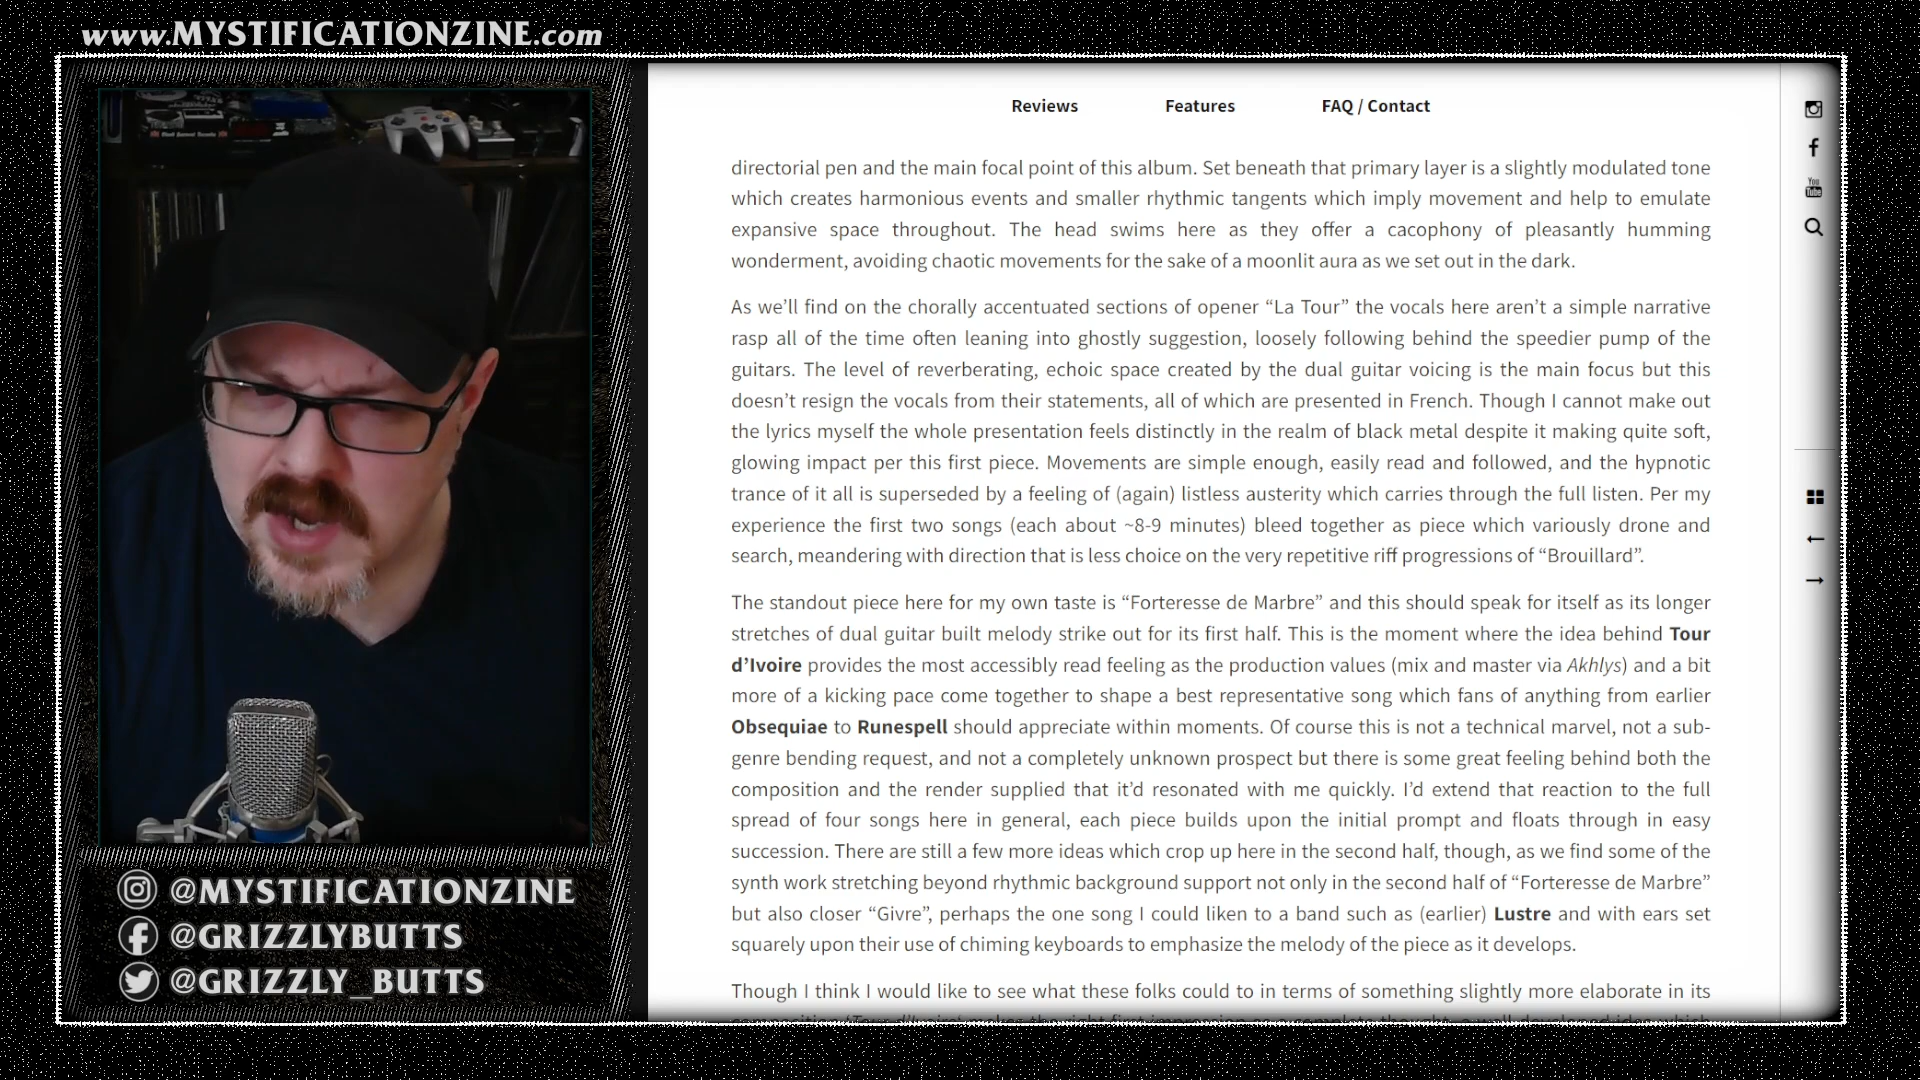 www.MYSTIFICATIONZINE.com
Reviews
Features
FAQ / Contact
directorial pen and the main focal point of this album. Set beneath that primary layer is a slightly modulated tone
which creates harmonious events and smaller rhythmic tangents which imply movement and help to emulate
expansive space throughout. The head swims here as they offer a cacophony of pleasantly humming
wonderment, avoiding chaotic movements for the sake of a moonlit aura as we set out in the dark.
As we’ll find on the chorally accentuated sections of opener “La Tour” the vocals here aren’t a simple narrative
rasp all of the time often leaning into ghostly suggestion, loosely following behind the speedier pump of the
guitars. The level of reverberating, echoic space created by the dual guitar voicing is the main focus but this
doesn’t resign the vocals from their statements, all of which are presented in French. Though I cannot make out
the lyrics myself the whole presentation feels distinctly in the realm of black metal despite it making quite soft,
glowing impact per this first piece. Movements are simple enough, easily read and followed, and the hypnotic
trance of it all is superseded by a feeling of (again) listless austerity which carries through the full listen. Per my
experience the first two songs (each about ~8-9 minutes) bleed together as piece which variously drone and
search, meandering with direction that is less choice on the very repetitive riff progressions of “Brouillard”.
The standout piece here for my own taste is “Forteresse de Marbre” and this should speak for itself as its longer
stretches of dual guitar built melody strike out for its first half. This is the moment where the idea behind Tour
d’Ivoire provides the most accessibly read feeling as the production values (mix and master via Akhlys) and a bit
more of a kicking pace come together to shape a best representative song which fans of anything from earlier
Obsequiae to Runespell should appreciate within moments. Of course this is not a technical marvel, not a sub-
genre bending request, and not a completely unknown prospect but there is some great feeling behind both the
composition and the render supplied that it’d resonated with me quickly. I’d extend that reaction to the full
spread of four songs here in general, each piece builds upon the initial prompt and floats through in easy
succession. There are still a few more ideas which crop up here in the second half, though, as we find some of the
synth work stretching beyond rhythmic background support not only in the second half of “Forteresse de Marbre”
but also closer “Givre”, perhaps the one song I could liken to a band such as (earlier) Lustre and with ears set
squarely upon their use of chiming keyboards to emphasize the melody of the piece as it develops.
Though I think I would like to see what these folks could to in terms of something slightly more elaborate in its
You
Tube
@MYSTIFICATIONZINE
@GRIZZLYBUTTS
@GRIZZLY_BUTTS